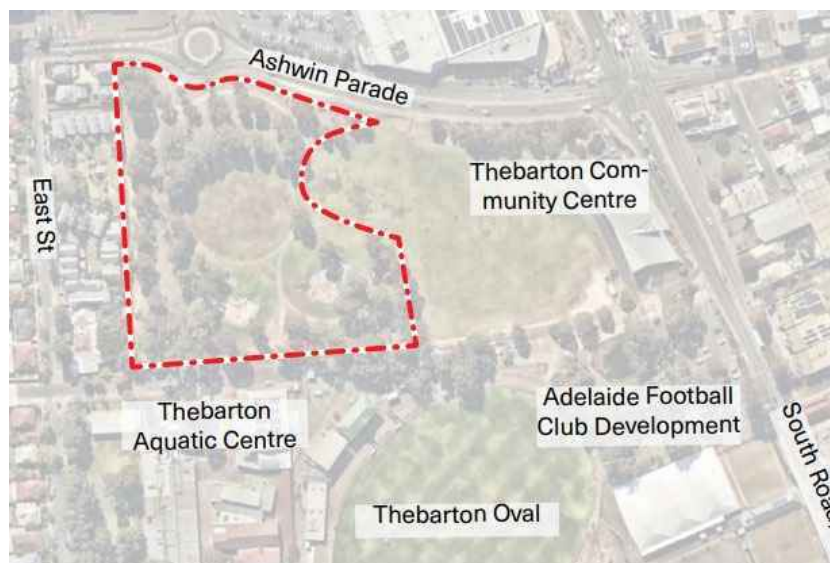 Ashwin Parade
Thebarton Com-
munity Centre
East St
Thebarton
Aquatic Centre
Adelaide Football
Club Development
South Road
Thebarton Oval